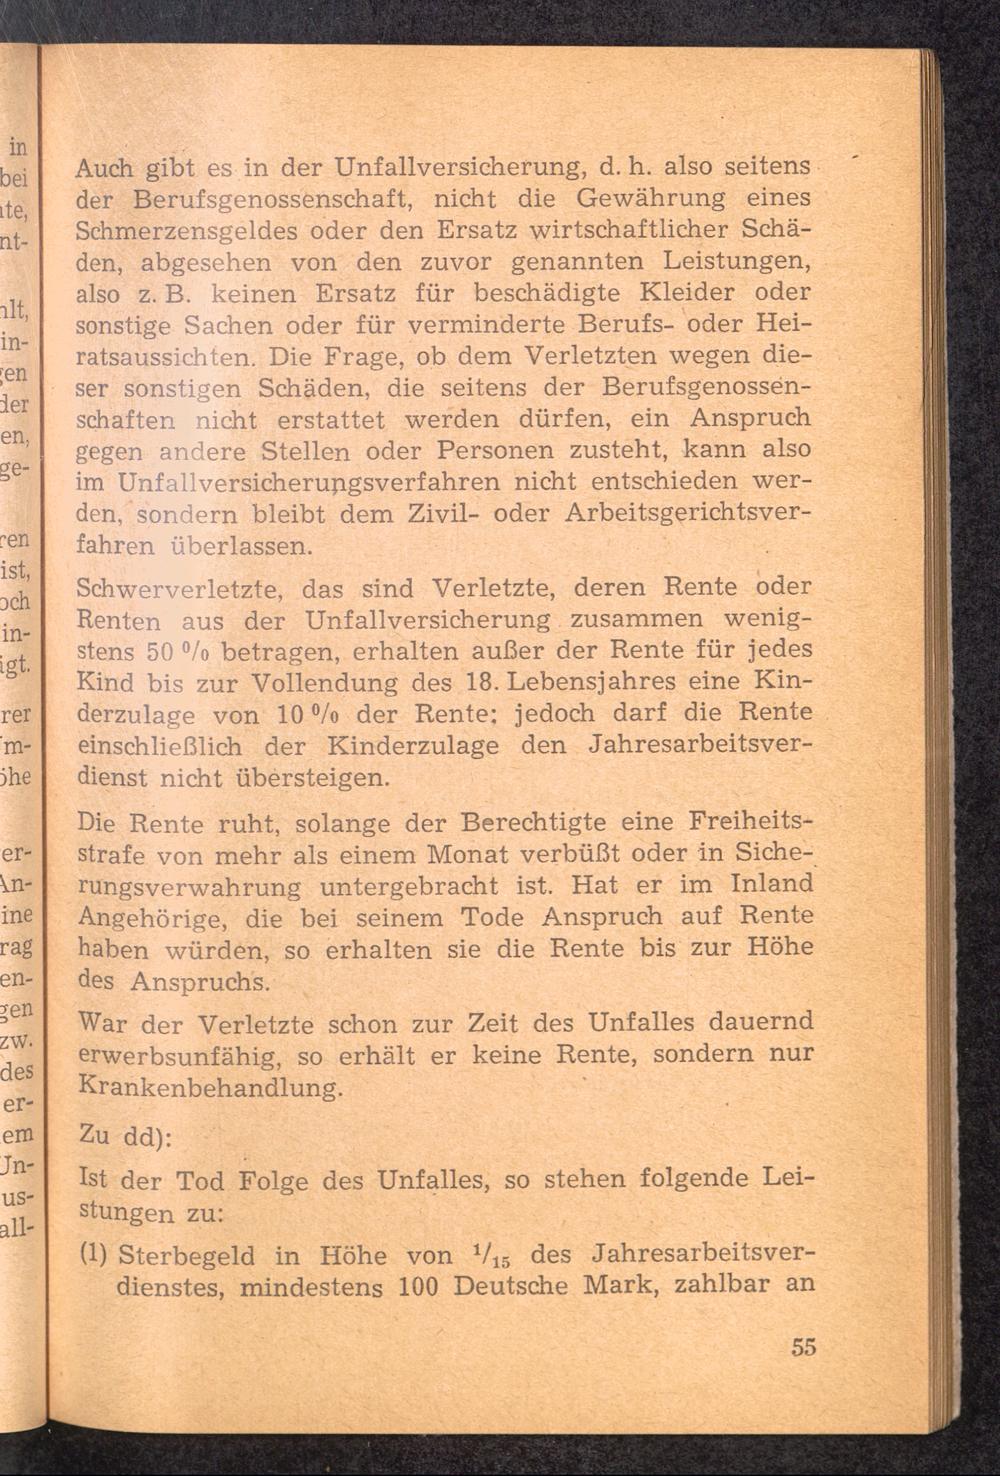 Auch gibt es in der Unfallversicherung, d. h. also seitens
der Berufsgenossenschaft, nicht die Gewährung eines
Schmerzensgeldes oder den Ersatz wirtschaftlicher Schä-
den, abgesehen von den zuvor genannten Leistungen,
also z. B. keinen Ersatz für beschädigte Kleider oder
sonstige Sachen oder für verminderte Berufs- oder Hei-
ratsaussichten. Die Frage, ob dem Verletzten wegen die-
ser sonstigen Schäden, die seitens der Berufsgenossen-
schaften nicht erstattet werden dürfen, ein Anspruch
gegen andere Stellen oder Personen zusteht, kann also
im Unfallversicherungsverfahren nicht entschieden wer-
den, sondern bleibt dem Zivil- oder Arbeitsgerichtsver-
fahren überlassen.
Schwerverletzte, das sind Verletzte, deren Rente oder
Renten aus der Unfallversicherung zusammen wenig-
stens 50 % betragen, erhalten außer der Rente für jedes
Kind bis zur Vollendung des 18. Lebensjahres eine Kin-
derzulage von 10 % der Rente; jedoch darf die Rente
einschließlich der Kinderzulage den Jahresarbeitsver-
dienst nicht übersteigen.
Die Rente ruht, solange der Berechtigte eine Freiheits-
strafe von mehr als einem Monat verbüßt oder in Siche-
rungsverwahrung untergebracht ist. Hat er im Inland
Angehörige, die bei seinem Tode Anspruch auf Rente
haben würden, so erhalten sie die Rente bis zur Höhe
des Anspruchs.
War der Verletzte schon zur Zeit des Unfalles dauernd
erwerbsunfähig, so erhält er keine Rente, sondern nur
Krankenbehandlung.
Zu dd):
Ist der Tod Folge des Unfalles, so stehen folgende Lei-
stungen zu:
(1) Sterbegeld in Höhe von 1/15 des Jahresarbeitsver-
dienstes, mindestens 100 Deutsche Mark, zahlbar an
55